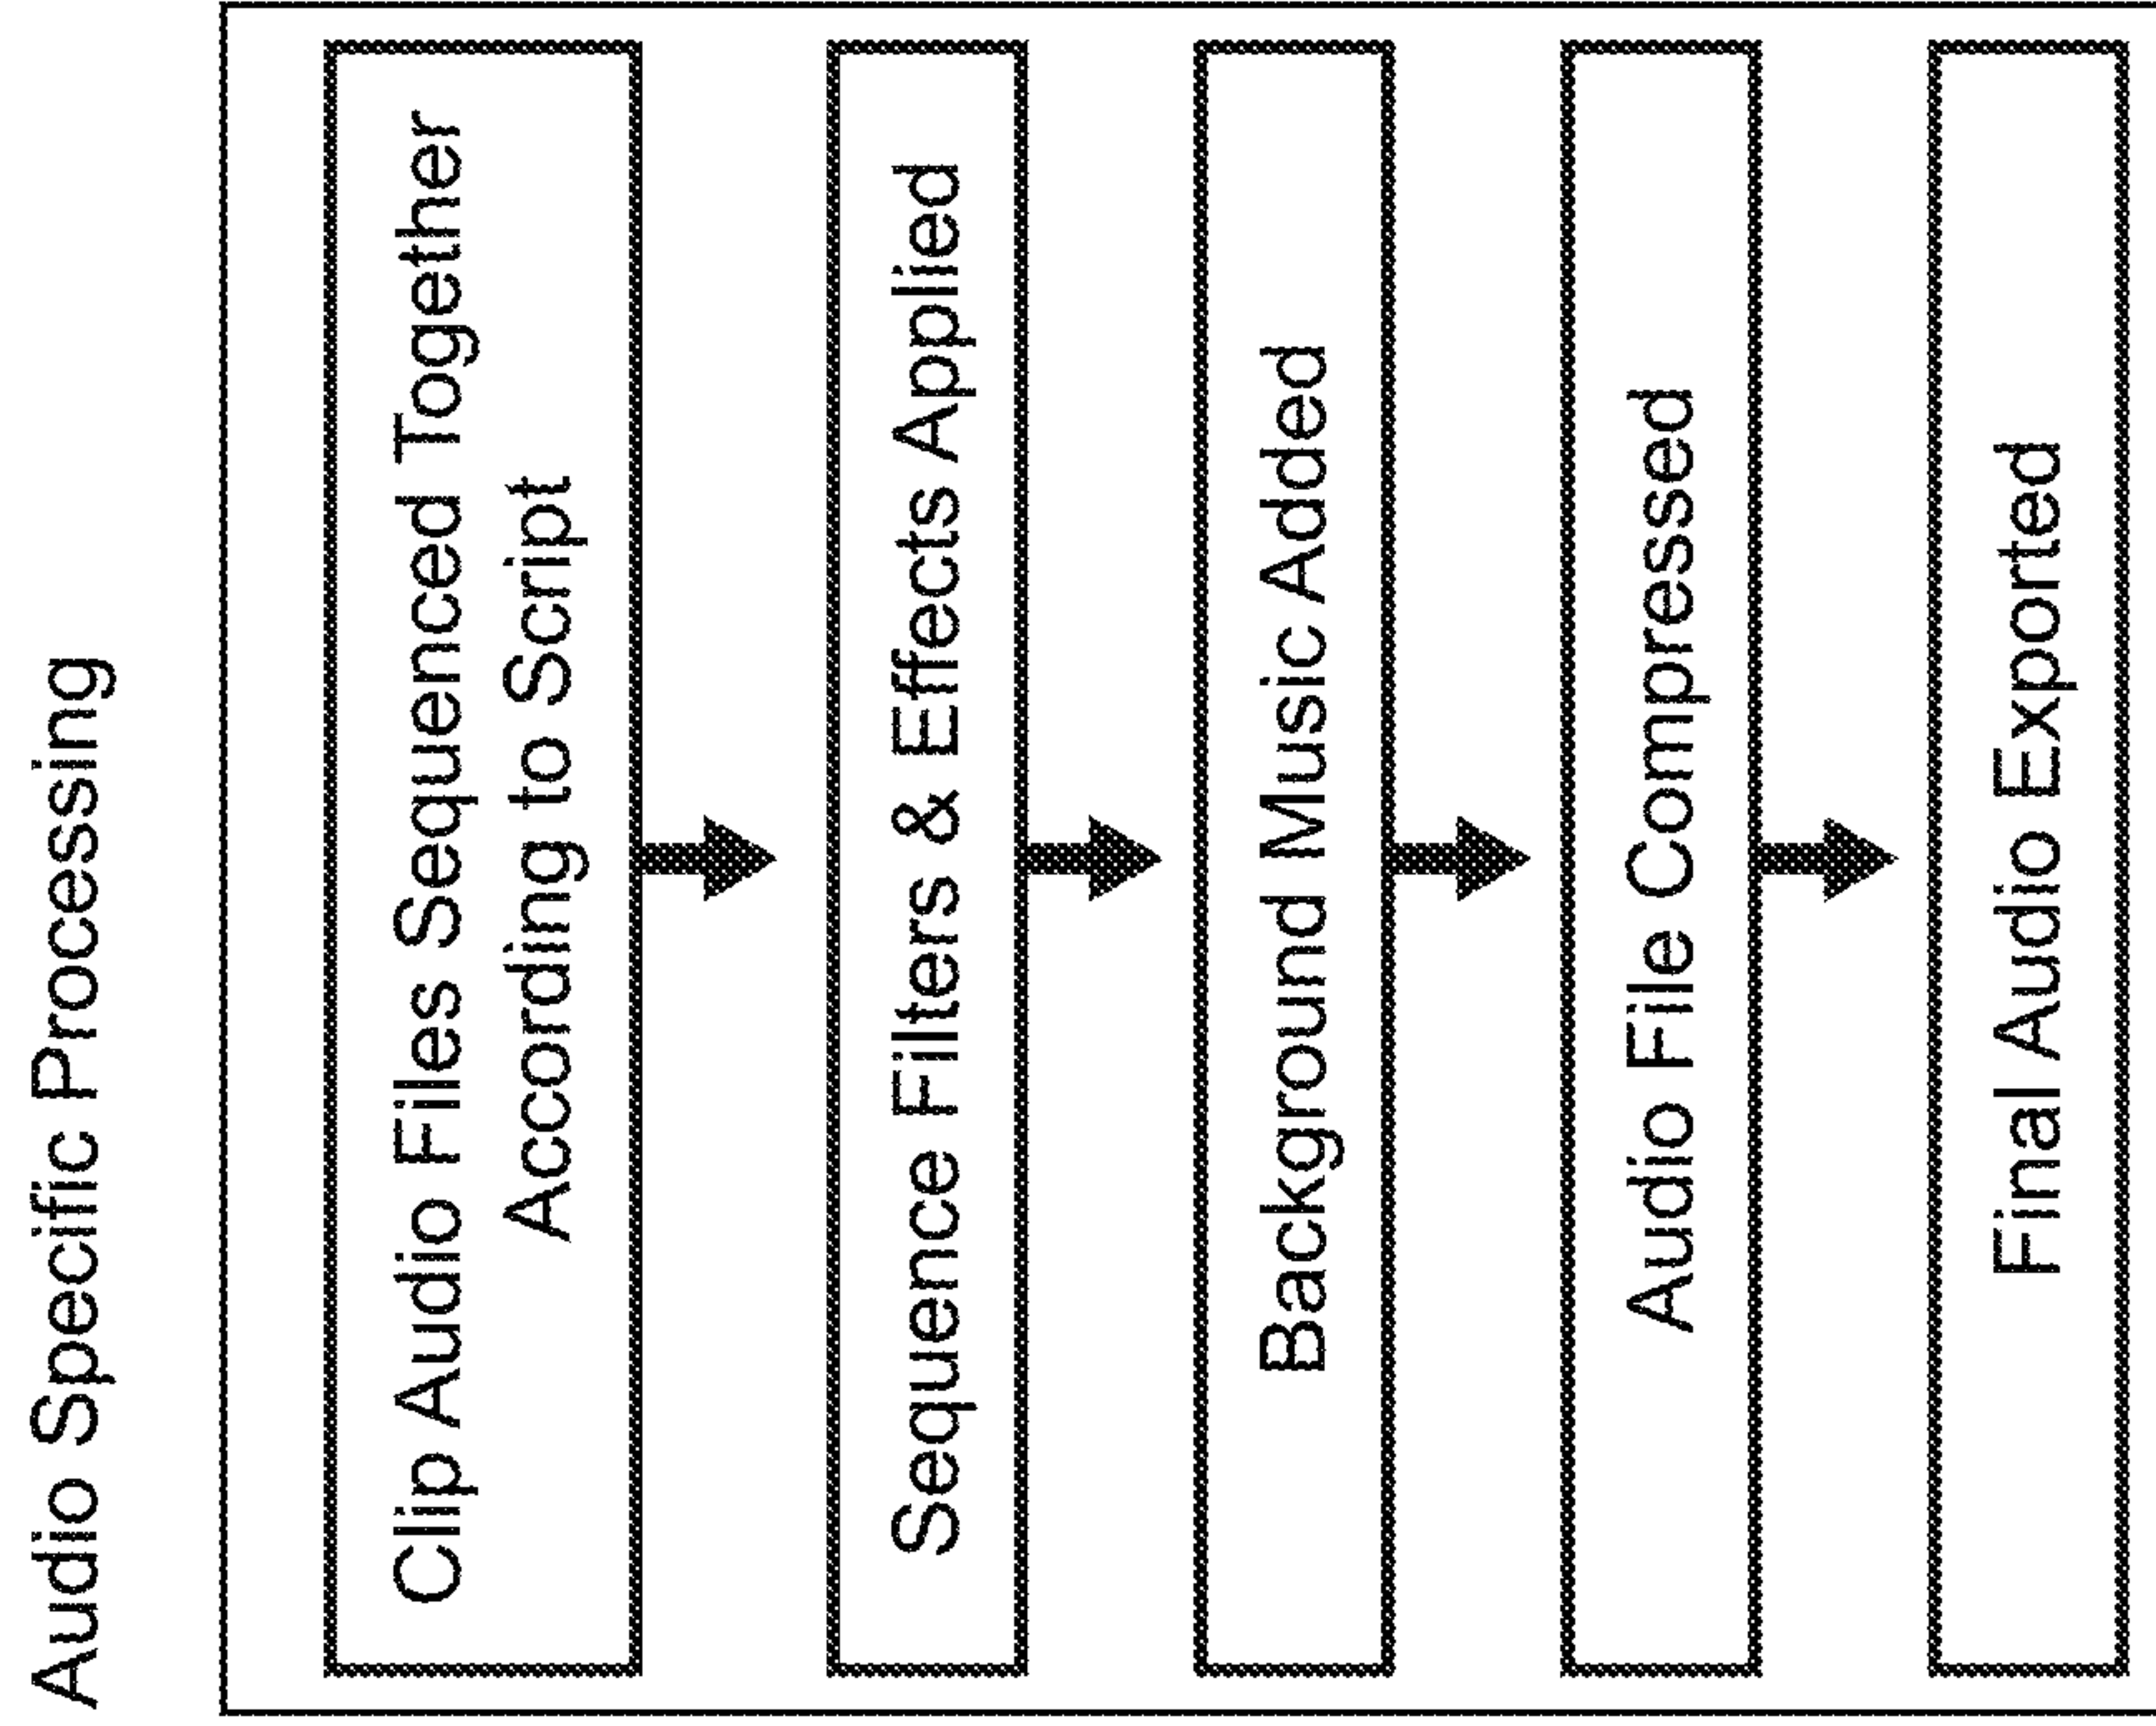 Audio Specific Processing
Clip Audio Files Sequenced Together
According to Script
Sequence Filters & Effects Applied
Background Music Added
Audio File Compressed
Final Audio Exported